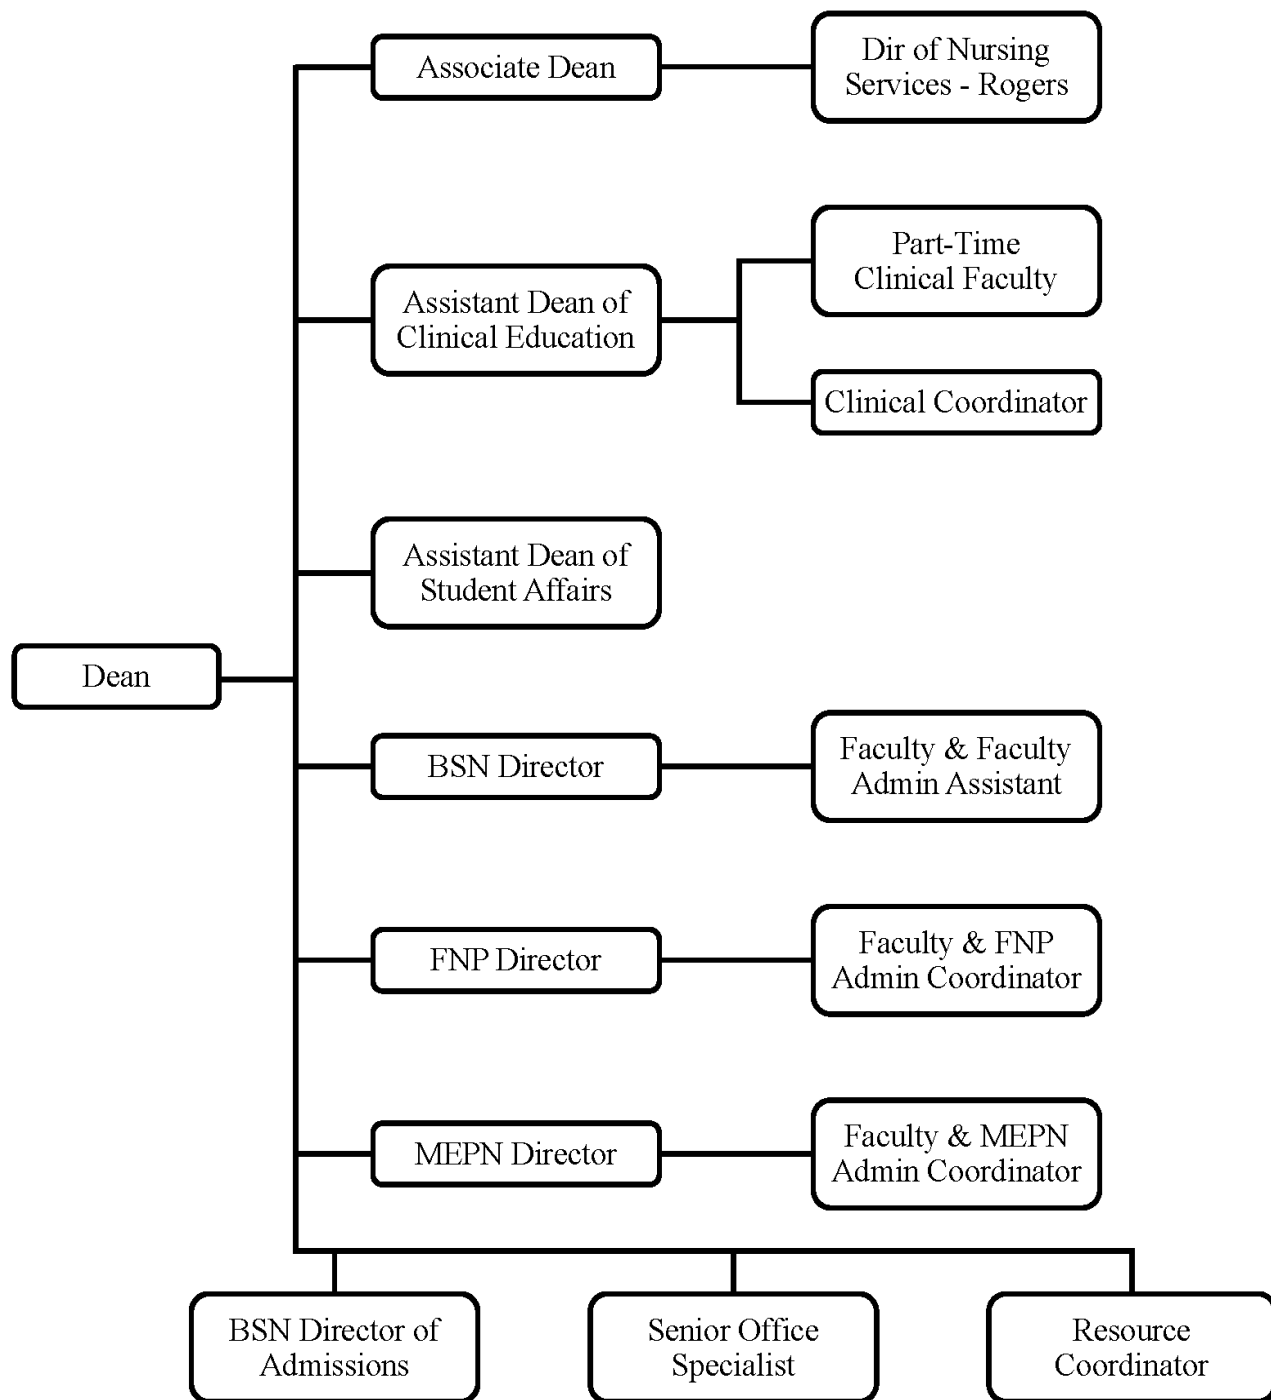 Associate Dean
Dir of Nursing
Services - Rogers
Part-Time
Clinical Faculty
Assistant Dean of
Clinical Education
Clinical Coordinator
Assistant Dean of
Student Affairs
Dean
BSN Director
Faculty & Faculty
Admin Assistant
FNP Director
Faculty & FNP
Admin Coordinator
MEPN Director
Faculty & MEPN
Admin Coordinator
BSN Director of
Admissions
Senior Office
Specialist
Resource
Coordinator